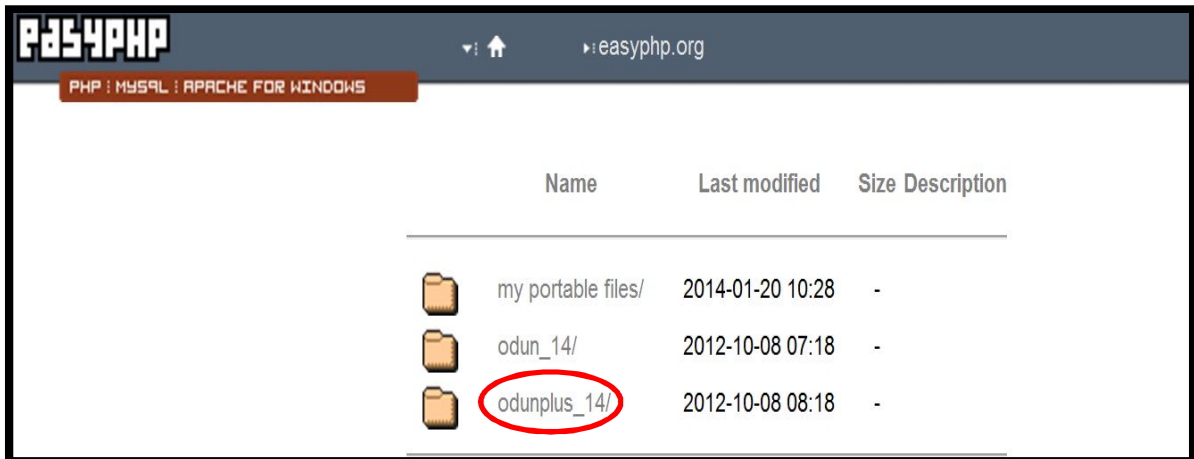 easyPHP
easyphp.org
PHP : MYSQL : APACHE FOR WINDOWS
Name Last modified Size Description
my portable files/ 2014-01-20 10:28 -
odun_14/ 2012-10-08 07:18 -
odunplus_14/ 2012-10-08 08:18 -